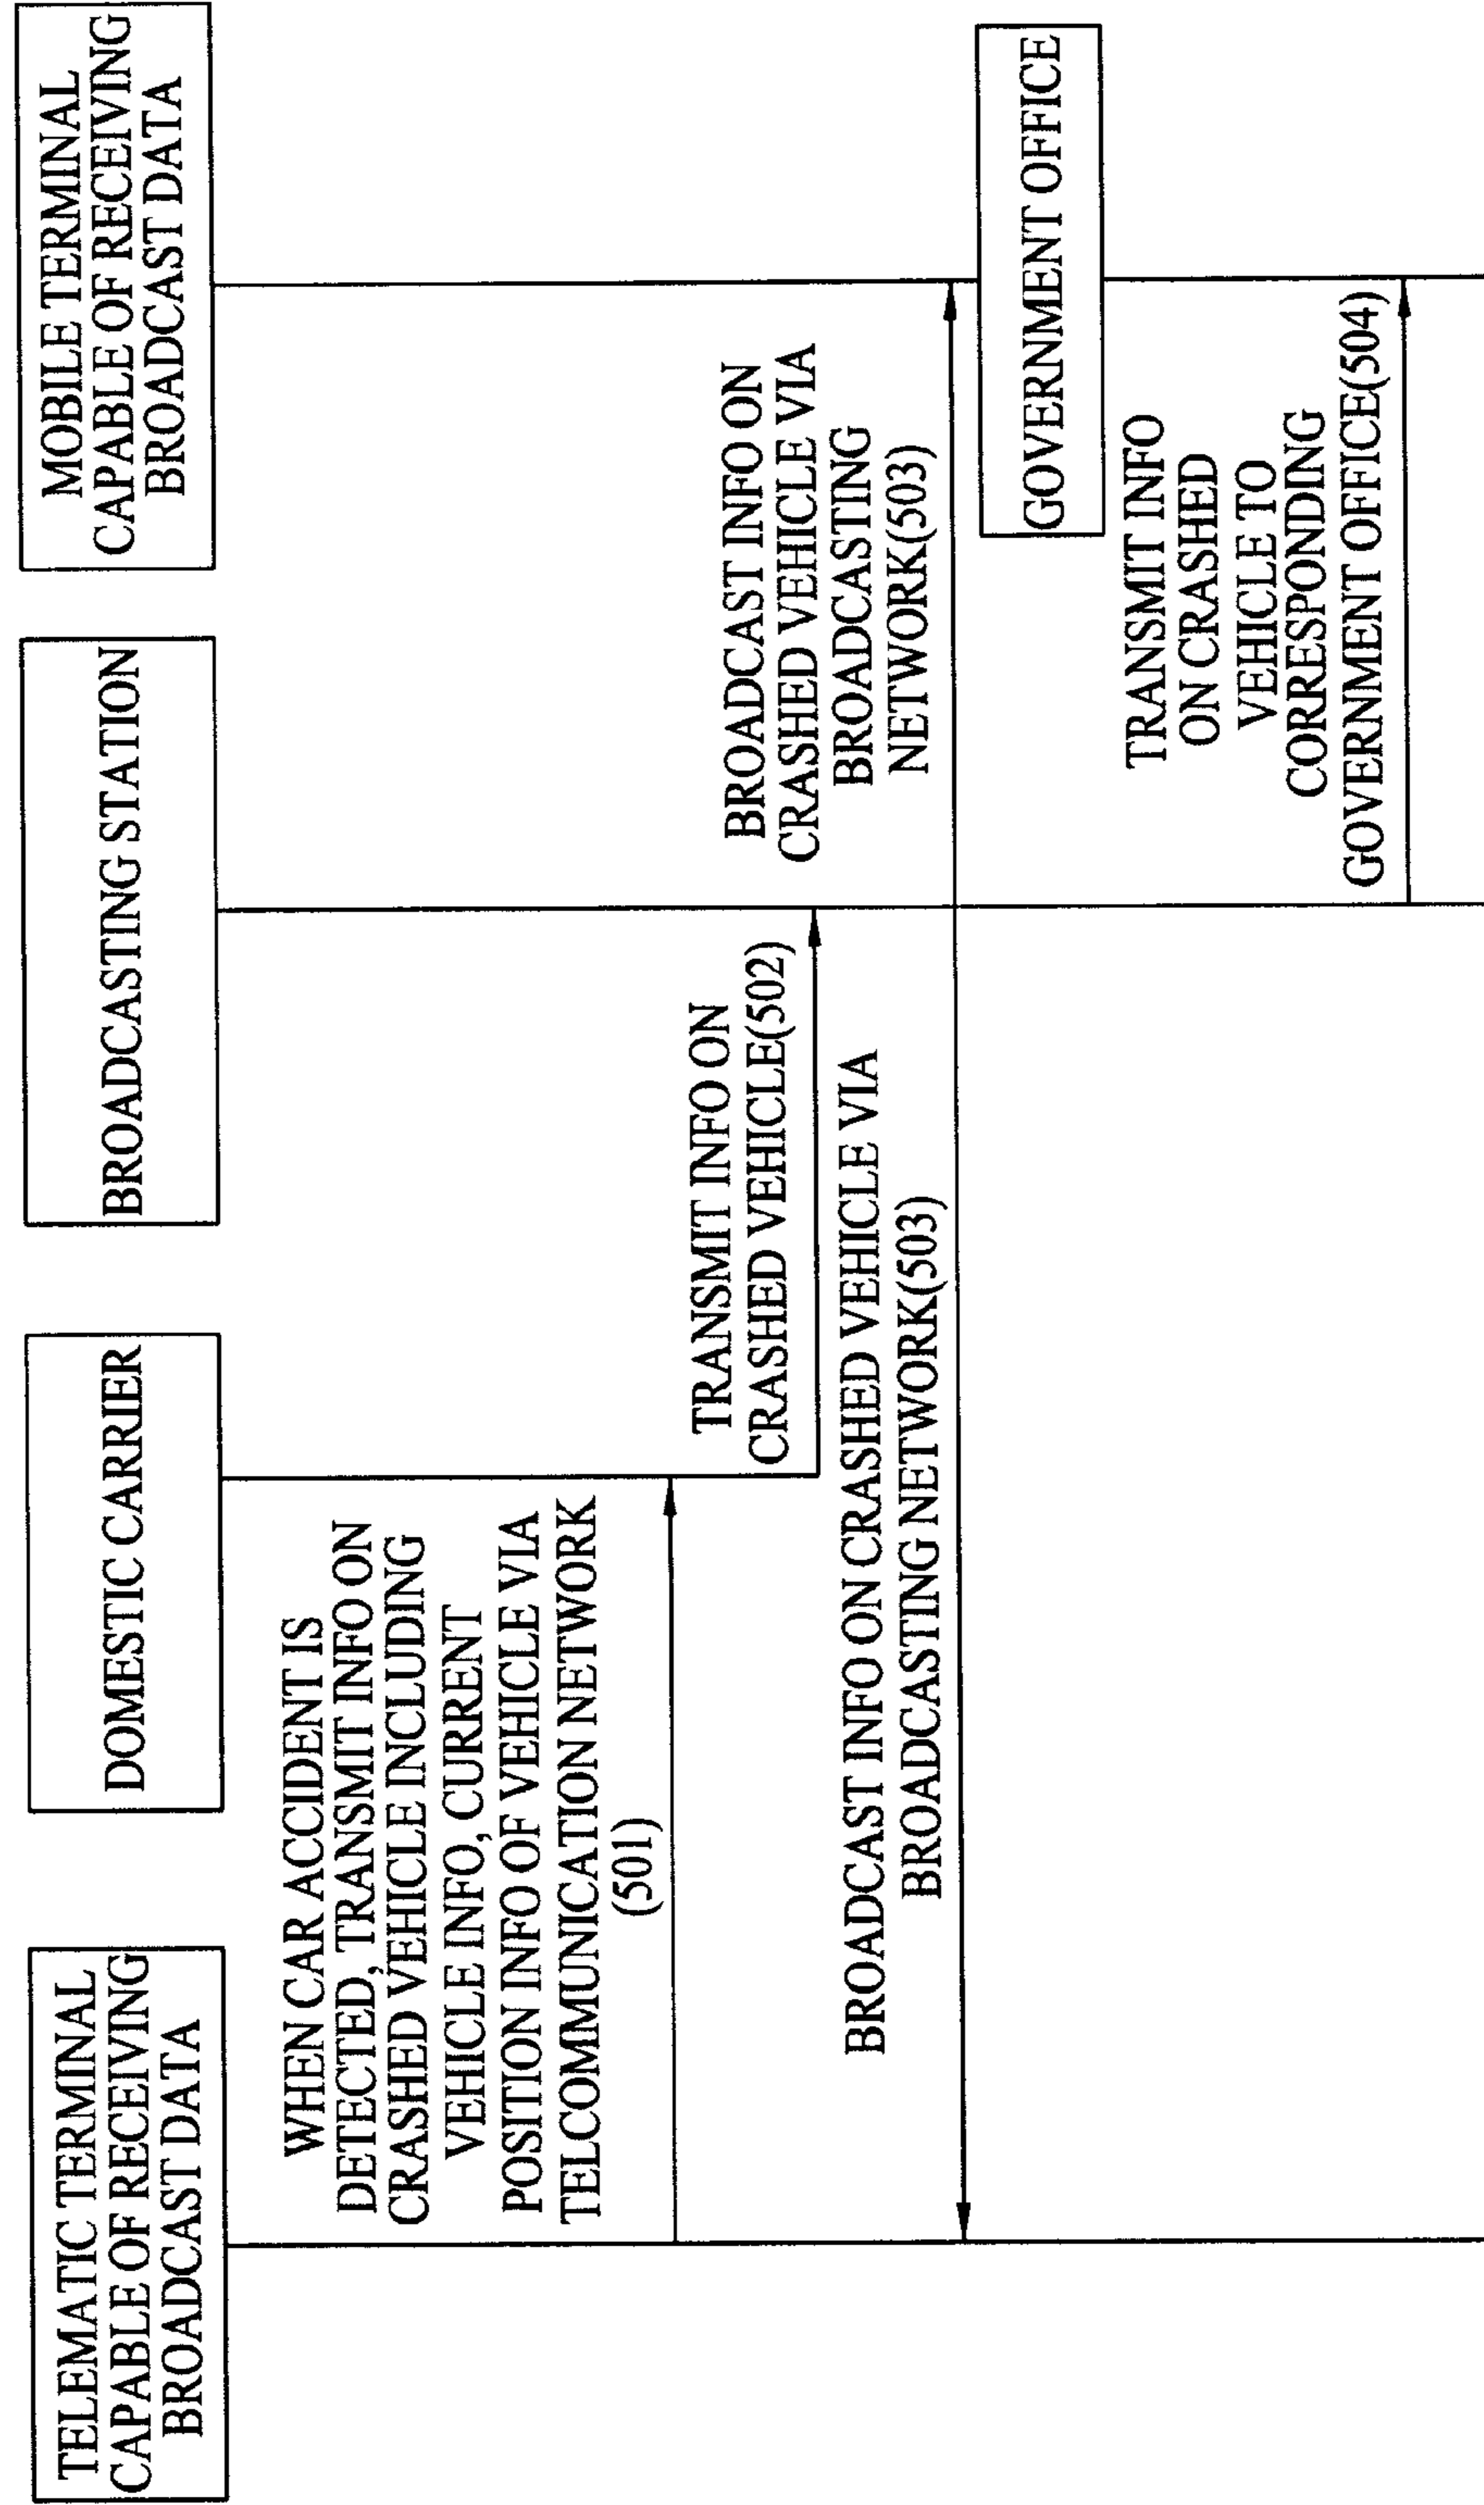 TELEMATIC TERMINAL
CAPABLE OF RECEIVING
BROADCAST DATA
DOMESTIC CARRIER
BROADCASTING STATION
MOBILE TERMINAL
CAPABLE OF RECEIVING
BROADCAST DATA
WHEN CAR ACCIDENT IS
DETECTED, TRANSMIT INFO ON
CRASHED VEHICLE INCLUDING
VEHICLE INFO, CURRENT
POSITION INFO OF VEHICLE VIA
TELCOMMUNICATION NETWORK
(501)
TRANSMIT INFO ON
CRASHED VEHICLE(502)
BROADCAST INFO ON CRASHED VEHICLE VIA
BROADCASTING NETWORK(503)
BROADCAST INFO ON
CRASHED VEHICLE VIA
BROADCASTING
NETWORK(503)
GOVERNMENT OFFICE
TRANSMIT INFO
ON CRASHED
VEHICLE TO
CORRESPONDING
GOVERNMENT OFFICE(504)